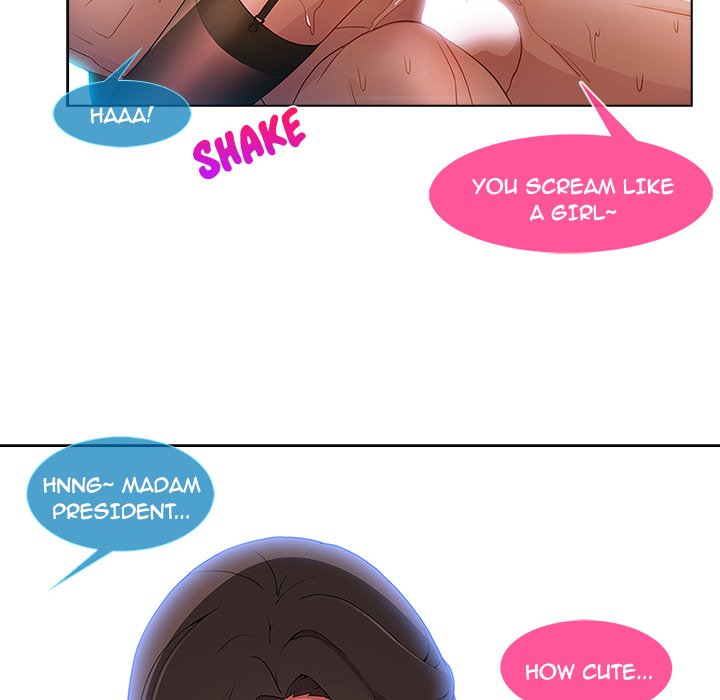 HAAA!
SHAKE
YOU SCREAM LIKE
A GIRL~
HNNG~ MADAM
PRESIDENT...
HOW CUTE...